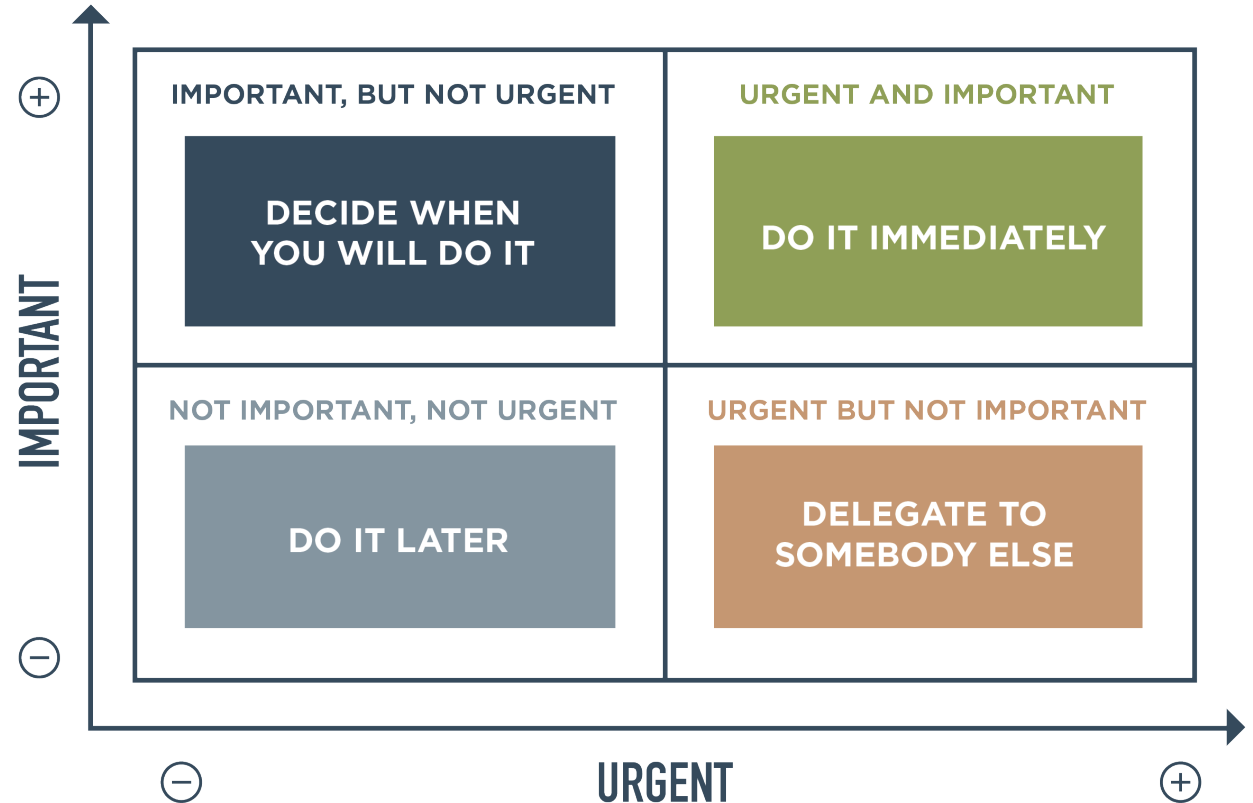 IMPORTANT, BUT NOT URGENT
DECIDE WHEN
YOU WILL DO IT
URGENT AND IMPORTANT
DO IT IMMEDIATELY
NOT IMPORTANT, NOT URGENT
DO IT LATER
URGENT BUT NOT IMPORTANT
DELEGATE TO
SOMEBODY ELSE
IMPORTANT
URGENT